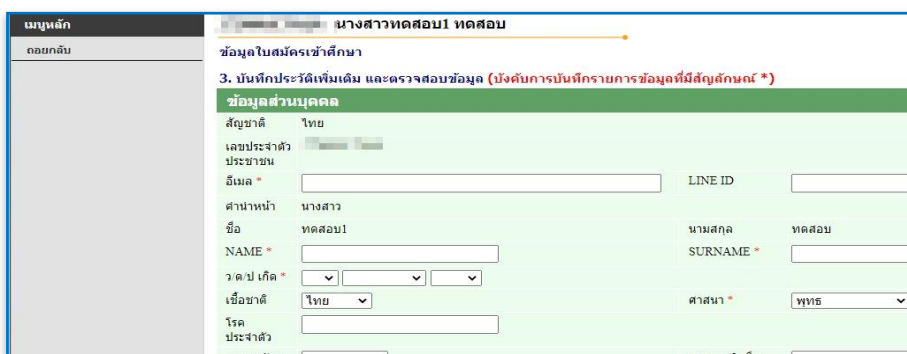 เมนูหลัก
ถอยกลับ
นางสาวทดสอบ1 ทดสอบ
ข้อมูลใบสมัครเข้าศึกษา
3. บันทึกประวัติเพิ่มเติม และตรวจสอบข้อมูล (บังคับการบันทึกรายการข้อมูลที่มีสัญลักษณ์ *)
ข้อมูลส่วนบุคคล
สัญชาติ ไทย
เลขประจำตัว
ประชาชน
อีเมล * LINE ID
คำนำหน้า นางสาว
ชื่อ ทดสอบ1 นามสกุล ทดสอบ
NAME * SURNAME *
ว/ด/ป เกิด *
เชื้อชาติ ไทย ศาสนา * พุทธ
โรค
ประจำตัว